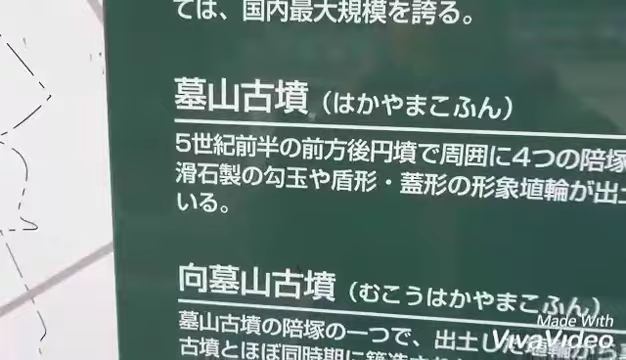 ては、国内最大規模を誇る。
墓山古墳（はかやまこふん）
5世紀前半の前方後円墳で周囲に4つの陪塚
滑石製の勾玉や盾形・蓋形の形象埴輪が出土
いる。
向墓山古墳（むこうはかやまこふん）
墓山古墳の陪塚の一つで、出土し
古墳とほぼ同時期に築造さ
Made With
VivaVideo